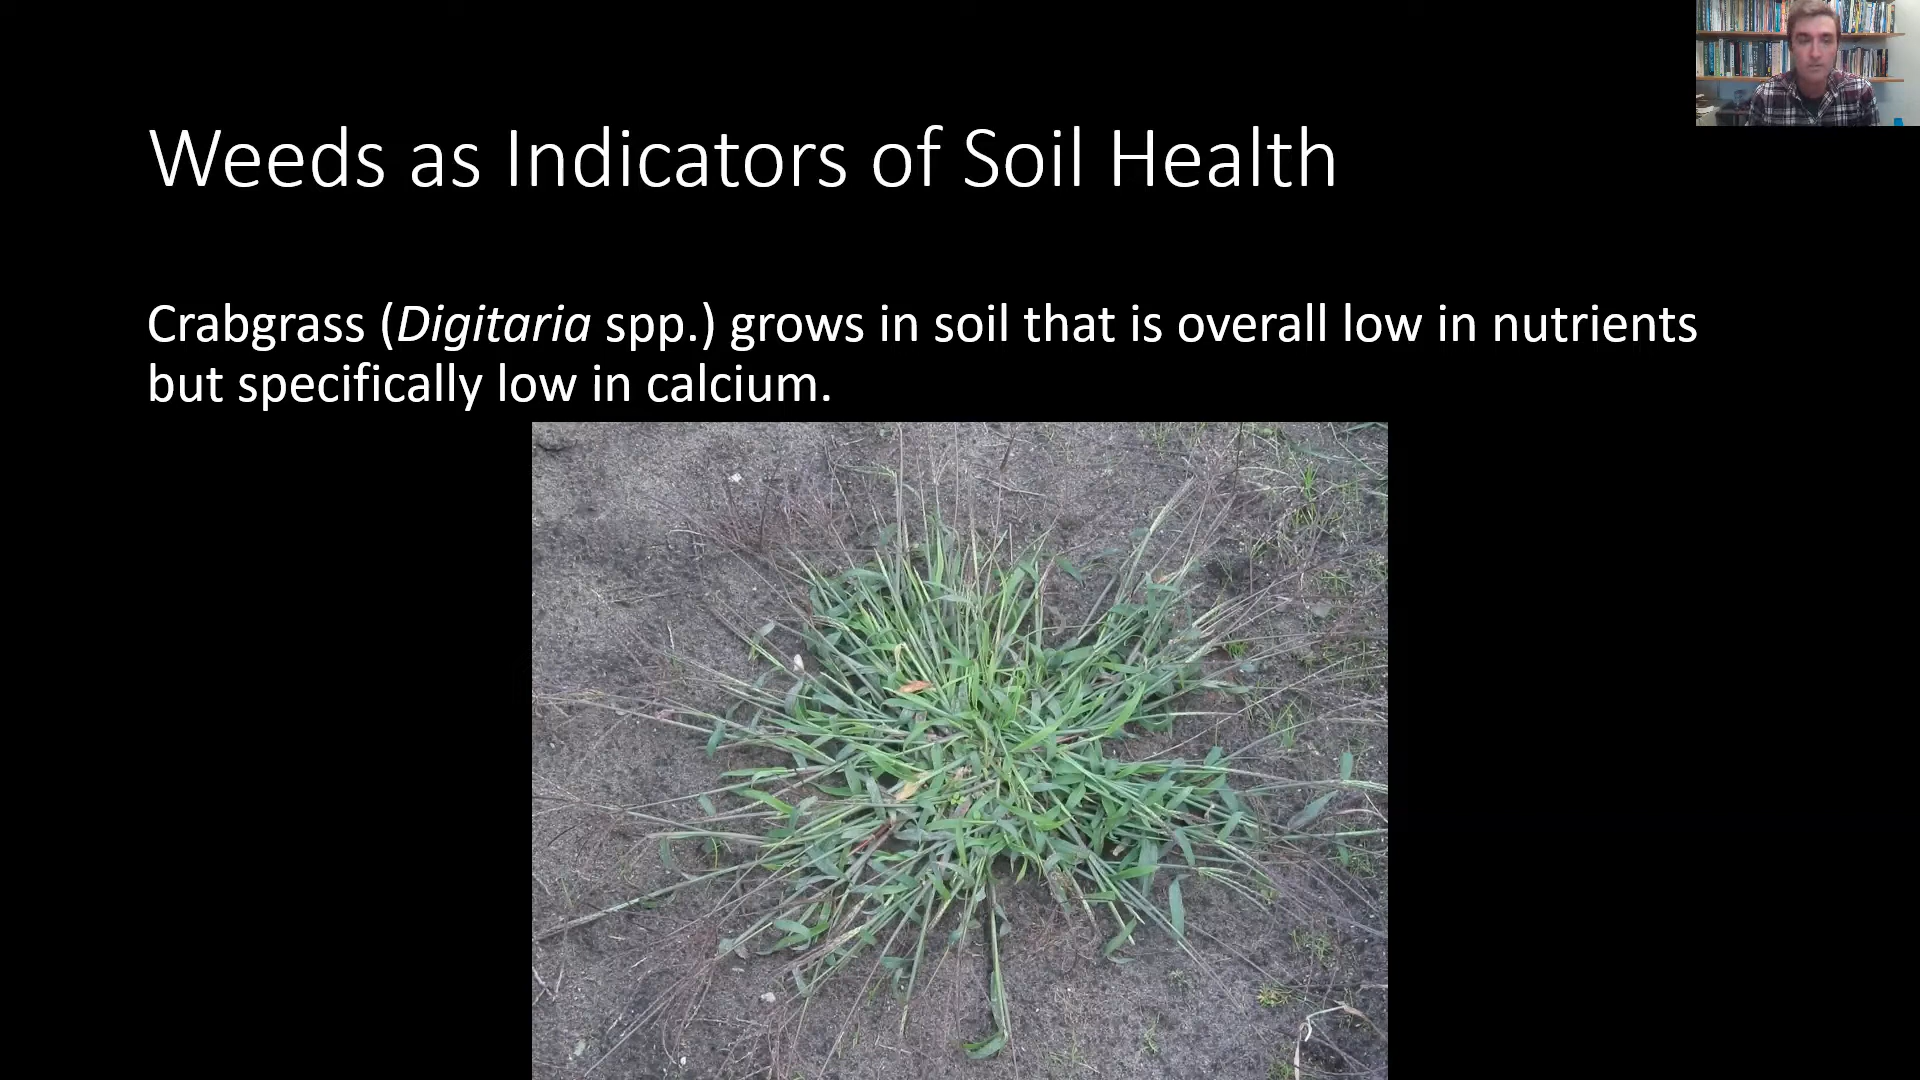 Weeds as Indicators of Soil Health
Crabgrass (Digitaria spp.) grows in soil that is overall low in nutrients
but specifically low in calcium.